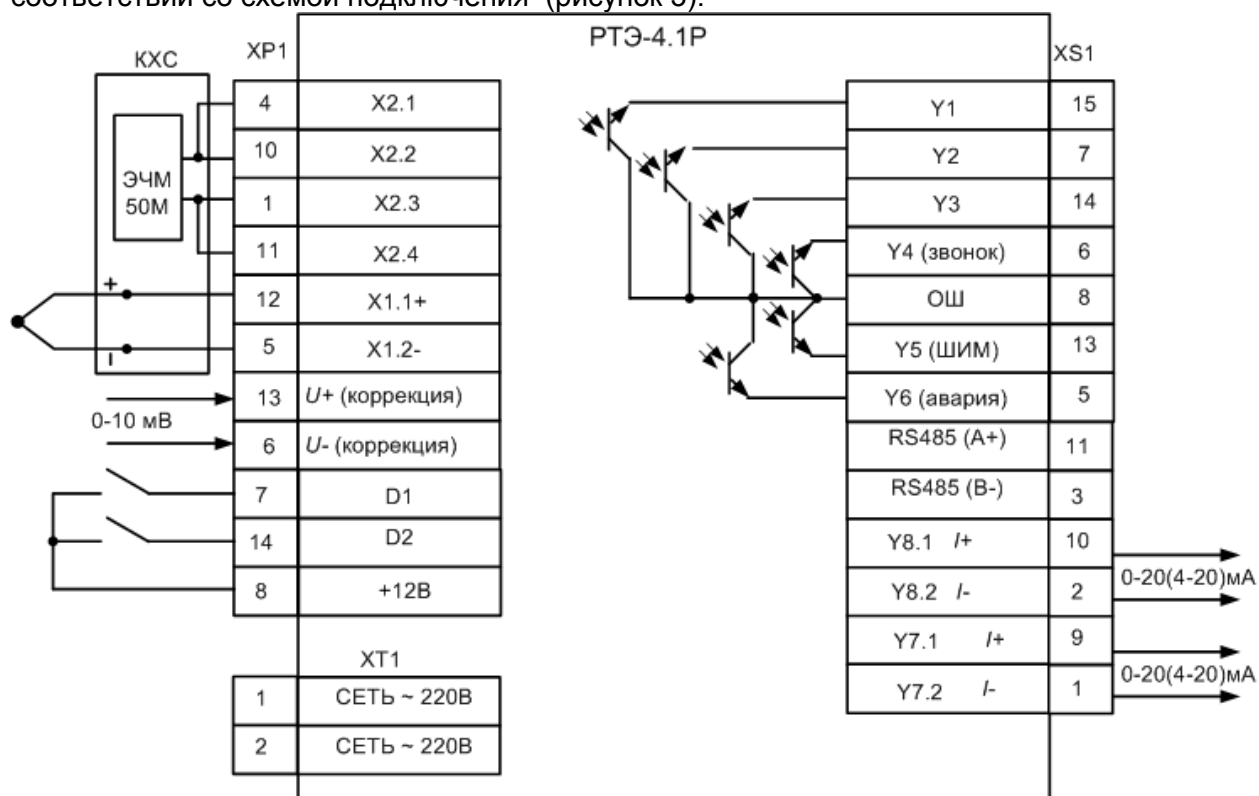 соответствии со схемой подключения (рисунок 3).
РТЭ-4.1Р
КХС
XP1
XS1
ЭЧМ
50М
4 X2.1
10 X2.2
1 X2.3
11 X2.4
+
12 X1.1+
5 X1.2-
−
13 U+ (коррекция)
0-10 мВ
6 U- (коррекция)
7 D1
14 D2
8 +12В
XT1
1 СЕТЬ ~ 220В
2 СЕТЬ ~ 220В
Y1 15
Y2 7
Y3 14
Y4 (звонок) 6
ОШ 8
Y5 (ШИМ) 13
Y6 (авария) 5
RS485 (A+) 11
RS485 (B-) 3
Y8.1 I+ 10
0-20(4-20)мА
Y8.2 I- 2
Y7.1 I+ 9
0-20(4-20)мА
Y7.2 I- 1